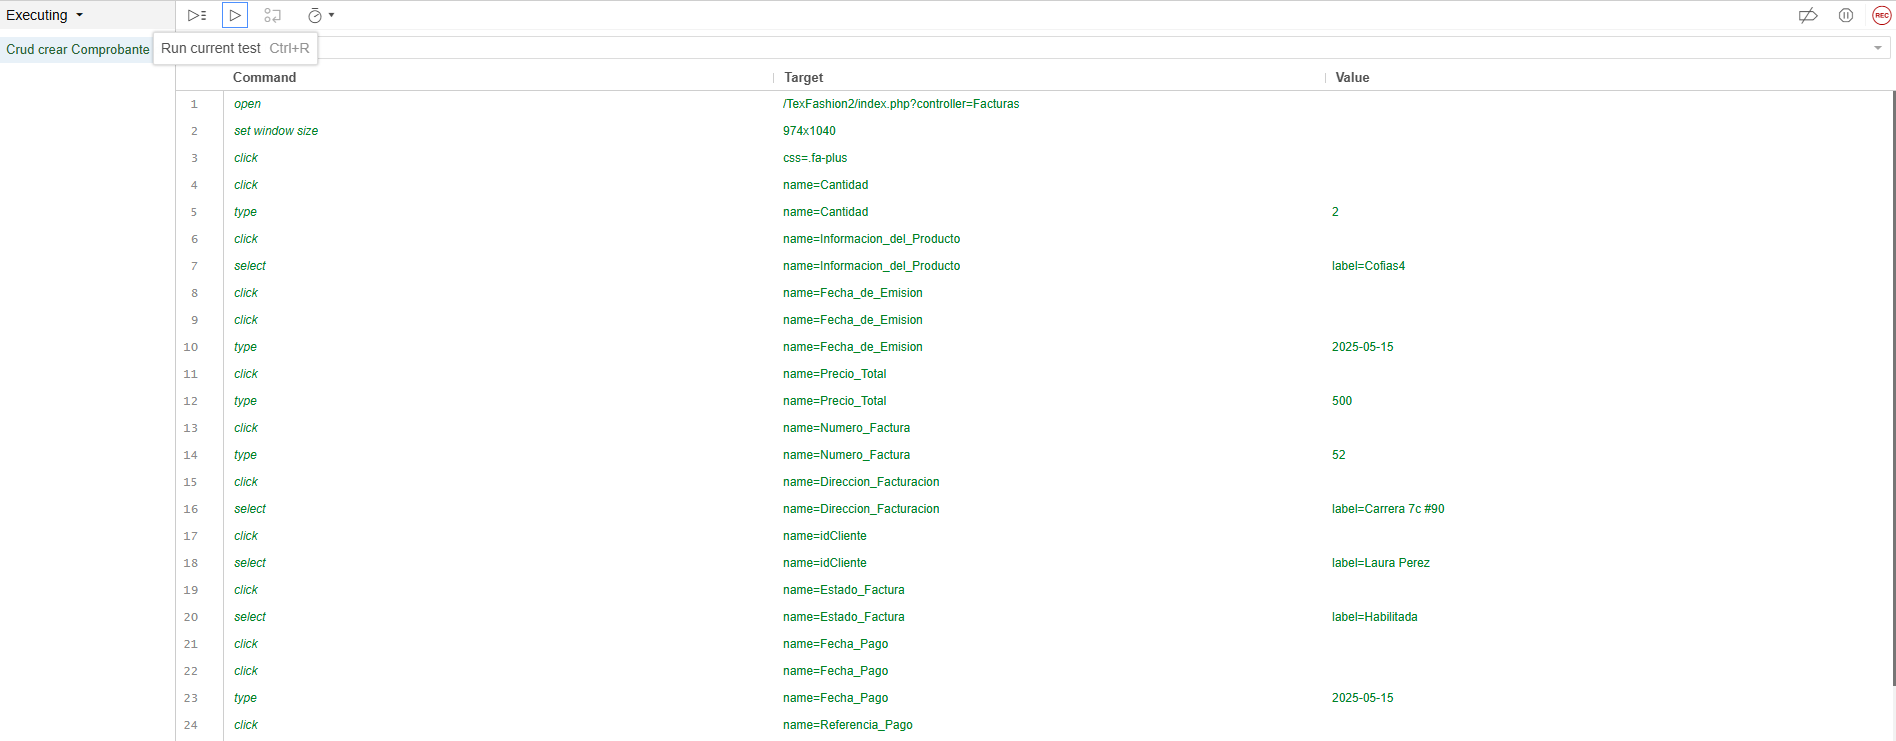 Executing
REC
Crud crear Comprobante
Run current test Ctrl+R
Command Target Value
1 open /TexFashion2/index.php?controller=Facturas
2 set window size 974x1040
3 click css=.fa-plus
4 click name=Cantidad
5 type name=Cantidad 2
6 click name=Informacion_del_Producto
7 select name=Informacion_del_Producto label=Cofias4
8 click name=Fecha_de_Emision
9 click name=Fecha_de_Emision
10 type name=Fecha_de_Emision 2025-05-15
11 click name=Precio_Total
12 type name=Precio_Total 500
13 click name=Numero_Factura
14 type name=Numero_Factura 52
15 click name=Direccion_Facturacion
16 select name=Direccion_Facturacion label=Carrera 7c #90
17 click name=idCliente
18 select name=idCliente label=Laura Perez
19 click name=Estado_Factura
20 select name=Estado_Factura label=Habilitada
21 click name=Fecha_Pago
22 click name=Fecha_Pago
23 type name=Fecha_Pago 2025-05-15
24 click name=Referencia_Pago